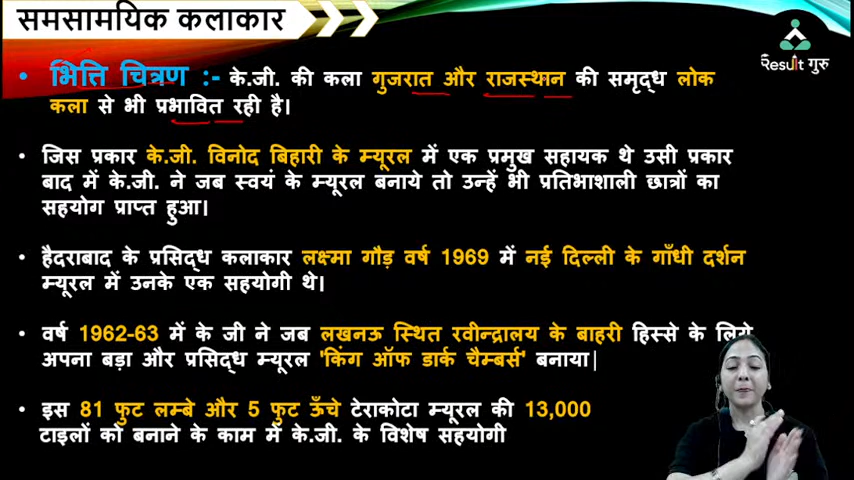 समसामयिक कलाकार
Result गुरु
• भित्ति चित्रण :- के.जी. की कला गुजरात और राजस्थान की समृद्ध लोक
कला से भी प्रभावित रही है।
• जिस प्रकार के.जी. विनोद बिहारी के म्यूरल में एक प्रमुख सहायक थे उसी प्रकार
बाद में के.जी. ने जब स्वयं के म्यूरल बनाये तो उन्हें भी प्रतिभाशाली छात्रों का
सहयोग प्राप्त हुआ।
• हैदराबाद के प्रसिद्ध कलाकार लक्ष्मा गौड़ वर्ष 1969 में नई दिल्ली के गाँधी दर्शन
म्यूरल में उनके एक सहयोगी थे।
• वर्ष 1962-63 में के जी ने जब लखनऊ स्थित रवीन्द्रालय के बाहरी हिस्से के लिये
अपना बड़ा और प्रसिद्ध म्यूरल 'किंग ऑफ डार्क चैम्बर्स' बनाया|
• इस 81 फुट लम्बे और 5 फुट ऊँचे टेराकोटा म्यूरल की 13,000
टाइलों को बनाने के काम में के.जी. के विशेष सहयोगी